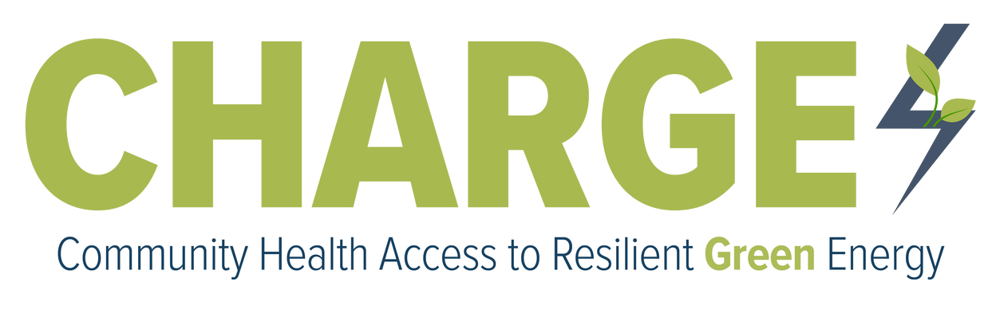 CHARGE
Community Health Access to Resilient Green Energy